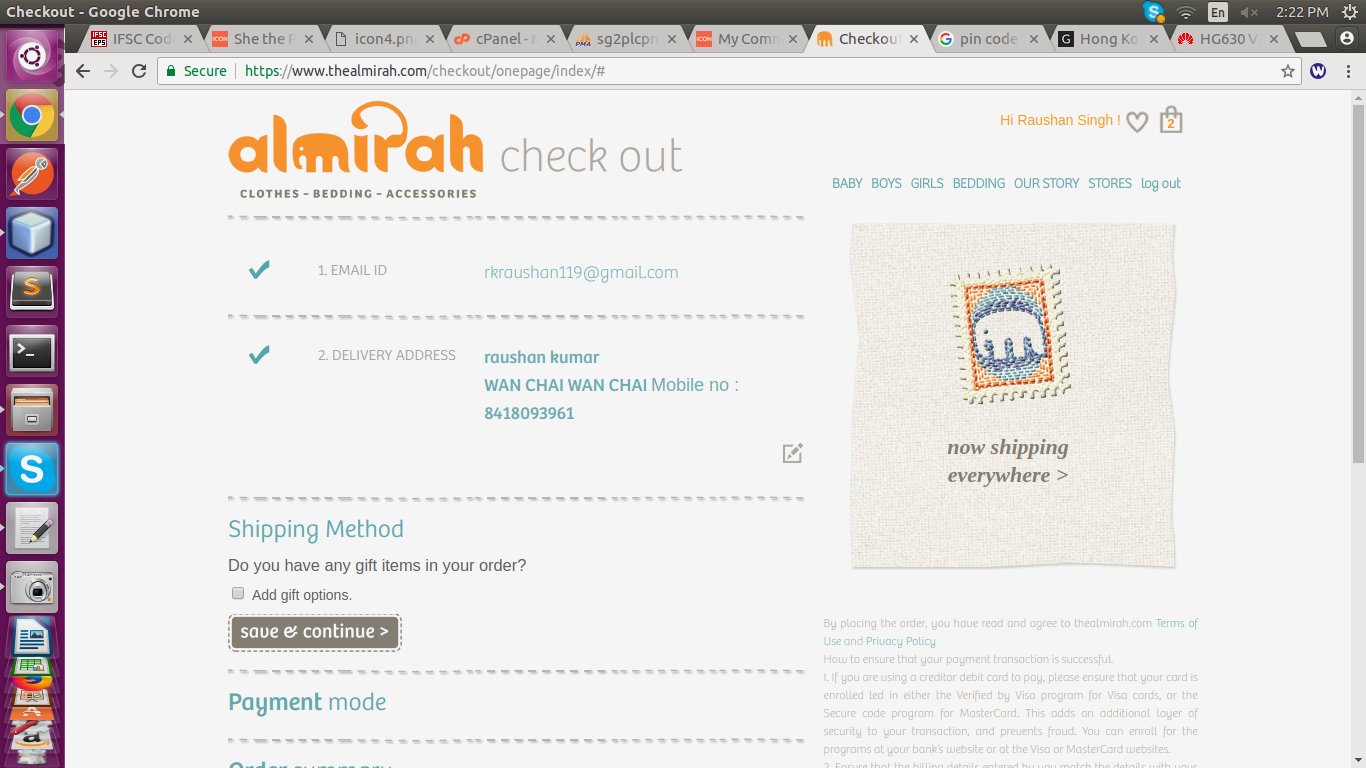 Checkout - Google Chrome
En
2:22 PM
IFSC Cod
She the P
icon4.pn
cPanel - M
sg2plcpn
My Comm
Checkou
pin code
Hong Ko
HG630 V
Secure
https://www.thealmirah.com/checkout/onepage/index/#
almirah
check out
CLOTHES – BEDDING – ACCESSORIES
Hi Raushan Singh !
2
BABY BOYS GIRLS BEDDING OUR STORY STORES log out
1. EMAIL ID
rkraushan119@gmail.com
2. DELIVERY ADDRESS
raushan kumar
WAN CHAI WAN CHAI Mobile no :
8418093961
Shipping Method
Do you have any gift items in your order?
Add gift options.
save & continue >
Payment mode
Order summary
now shipping
everywhere >
By placing the order, you have read and agree to thealmirah.com Terms of
Use and Privacy Policy
How to ensure that your payment transaction is successful.
1. If you are using a creditor debit card to pay, please ensure that your card is
enrolled led in either the Verified by Visa program for Visa cards, or the
Secure code program for MasterCard. This adds an additional layer of
security to your transaction, and prevents fraud. You can enroll for the
programs at your bank's website or at the Visa or MasterCard websites.
2. Ensure that the billing details entered by you match the details with your